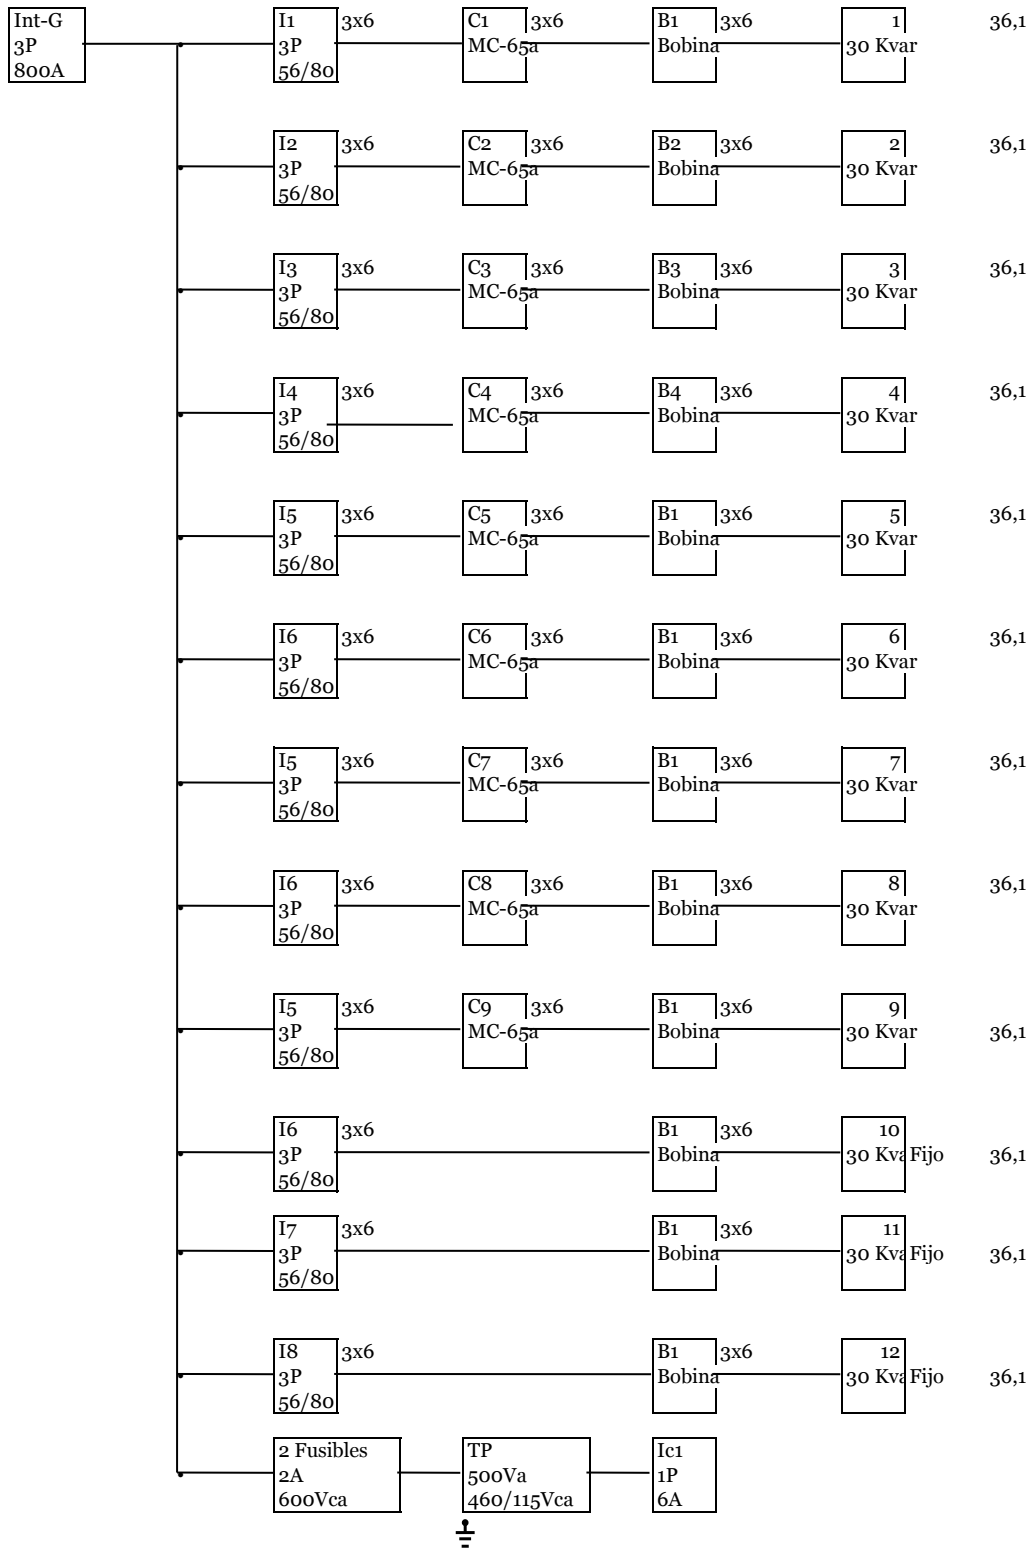 Int-G
3P
800A
I1 3x6 C1 3x6 B1 3x6 1 36,1
3P MC-65a Bobina 30 Kvar
56/80
I2 3x6 C2 3x6 B2 3x6 2 36,1
3P MC-65a Bobina 30 Kvar
56/80
I3 3x6 C3 3x6 B3 3x6 3 36,1
3P MC-65a Bobina 30 Kvar
56/80
I4 3x6 C4 3x6 B4 3x6 4 36,1
3P MC-65a Bobina 30 Kvar
56/80
I5 3x6 C5 3x6 B1 3x6 5 36,1
3P MC-65a Bobina 30 Kvar
56/80
I6 3x6 C6 3x6 B1 3x6 6 36,1
3P MC-65a Bobina 30 Kvar
56/80
I5 3x6 C7 3x6 B1 3x6 7 36,1
3P MC-65a Bobina 30 Kvar
56/80
I6 3x6 C8 3x6 B1 3x6 8 36,1
3P MC-65a Bobina 30 Kvar
56/80
I5 3x6 C9 3x6 B1 3x6 9
3P MC-65a Bobina 30 Kvar 36,1
56/80
I6 3x6 B1 3x6 10
3P Bobina 30 Kva Fijo 36,1
56/80
I7 3x6 B1 3x6 11
3P Bobina 30 Kva Fijo 36,1
56/80
I8 3x6 B1 3x6 12
3P Bobina 30 Kva Fijo 36,1
56/80
2 Fusibles TP Ic1
2A 500Va 1P
600Vca 460/115Vca 6A